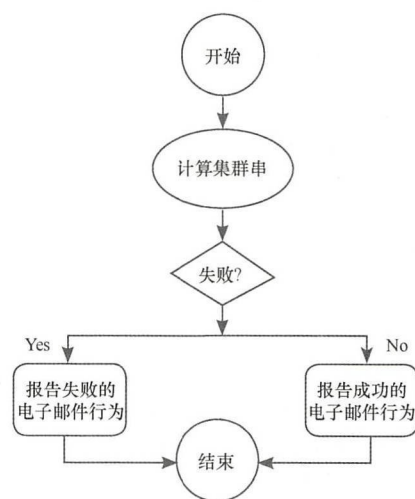 开始
计算集群串
失败?
Yes
No
报告失败的
电子邮件行为
报告成功的
电子邮件行为
结束